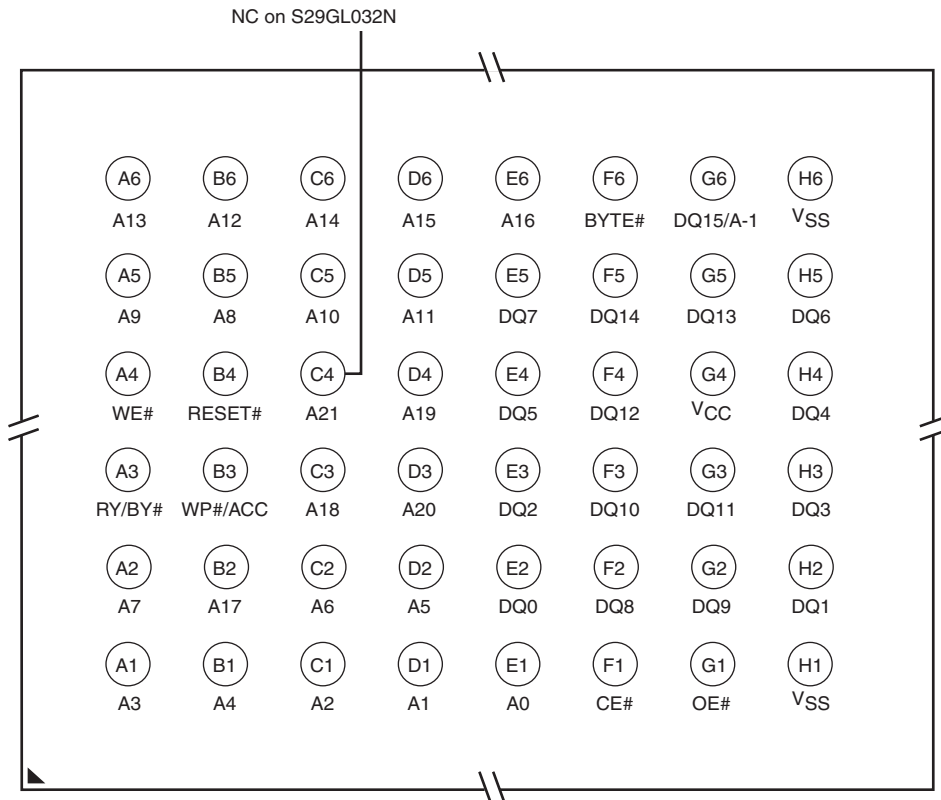 NC on S29GL032N
A6 B6 C6 D6 E6 F6 G6 H6
A13 A12 A14 A15 A16 BYTE# DQ15/A-1 VSS
A5 B5 C5 D5 E5 F5 G5 H5
A9 A8 A10 A11 DQ7 DQ14 DQ13 DQ6
A4 B4 C4 D4 E4 F4 G4 H4
WE# RESET# A21 A19 DQ5 DQ12 VCC DQ4
A3 B3 C3 D3 E3 F3 G3 H3
RY/BY# WP#/ACC A18 A20 DQ2 DQ10 DQ11 DQ3
A2 B2 C2 D2 E2 F2 G2 H2
A7 A17 A6 A5 DQ0 DQ8 DQ9 DQ1
A1 B1 C1 D1 E1 F1 G1 H1
A3 A4 A2 A1 A0 CE# OE# VSS